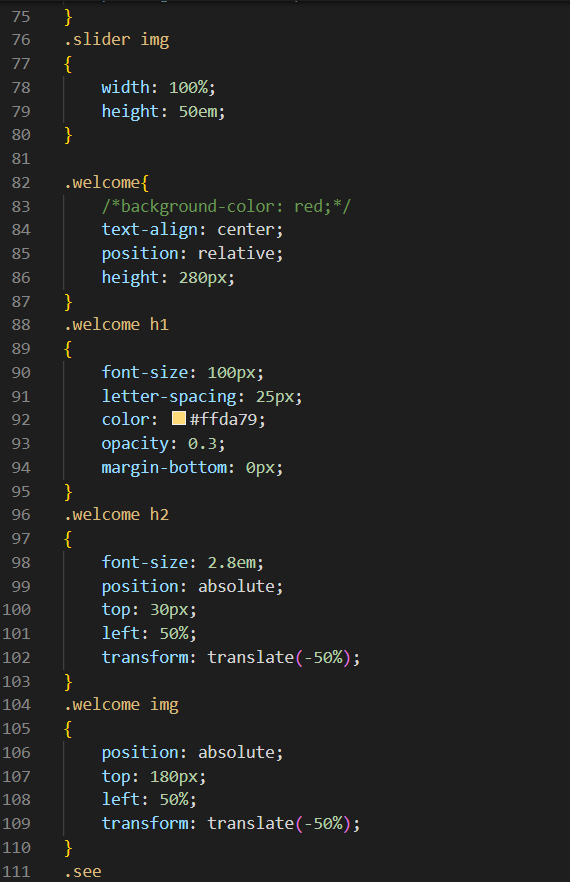 75 }
76 .slider img
77 {
78     width: 100%;
79     height: 50em;
80 }
81
82 .welcome{
83     /*background-color: red;*/
84     text-align: center;
85     position: relative;
86     height: 280px;
87 }
88 .welcome h1
89 {
90     font-size: 100px;
91     letter-spacing: 25px;
92     color: #ffda79;
93     opacity: 0.3;
94     margin-bottom: 0px;
95 }
96 .welcome h2
97 {
98     font-size: 2.8em;
99     position: absolute;
100     top: 30px;
101     left: 50%;
102     transform: translate(-50%);
103 }
104 .welcome img
105 {
106     position: absolute;
107     top: 180px;
108     left: 50%;
109     transform: translate(-50%);
110 }
111 .see